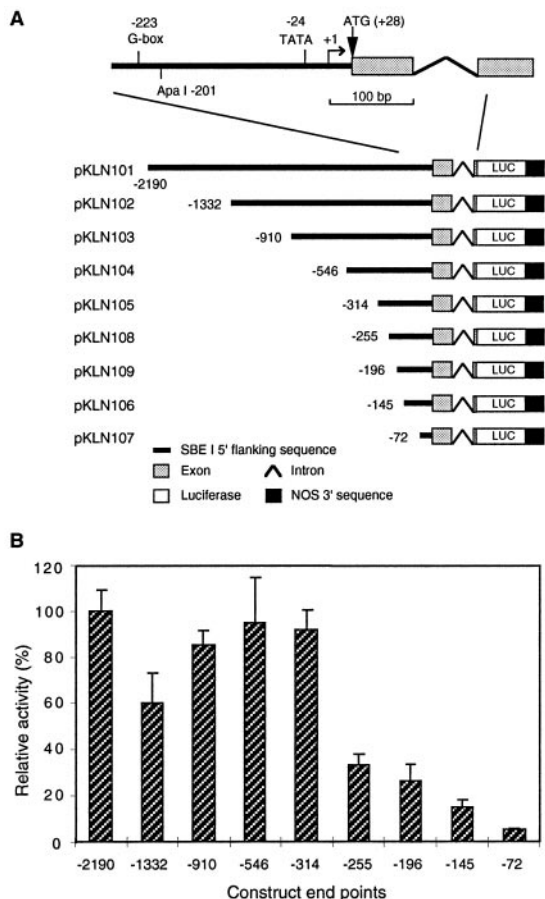 A
-223
G-box
-24
TATA
+1
ATG (+28)
Apa I -201
100 bp
pKLN101
-2190
LUC
pKLN102
-1332
LUC
pKLN103
-910
LUC
pKLN104
-546
LUC
pKLN105
-314
LUC
pKLN108
-255
LUC
pKLN109
-196
LUC
pKLN106
-145
LUC
pKLN107
-72
LUC
SBE I 5' flanking sequence
Exon
Intron
Luciferase
NOS 3' sequence
B
Relative activity (%)
120
100
80
60
40
20
0
-2190 -1332 -910 -546 -314 -255 -196 -145 -72
Construct end points